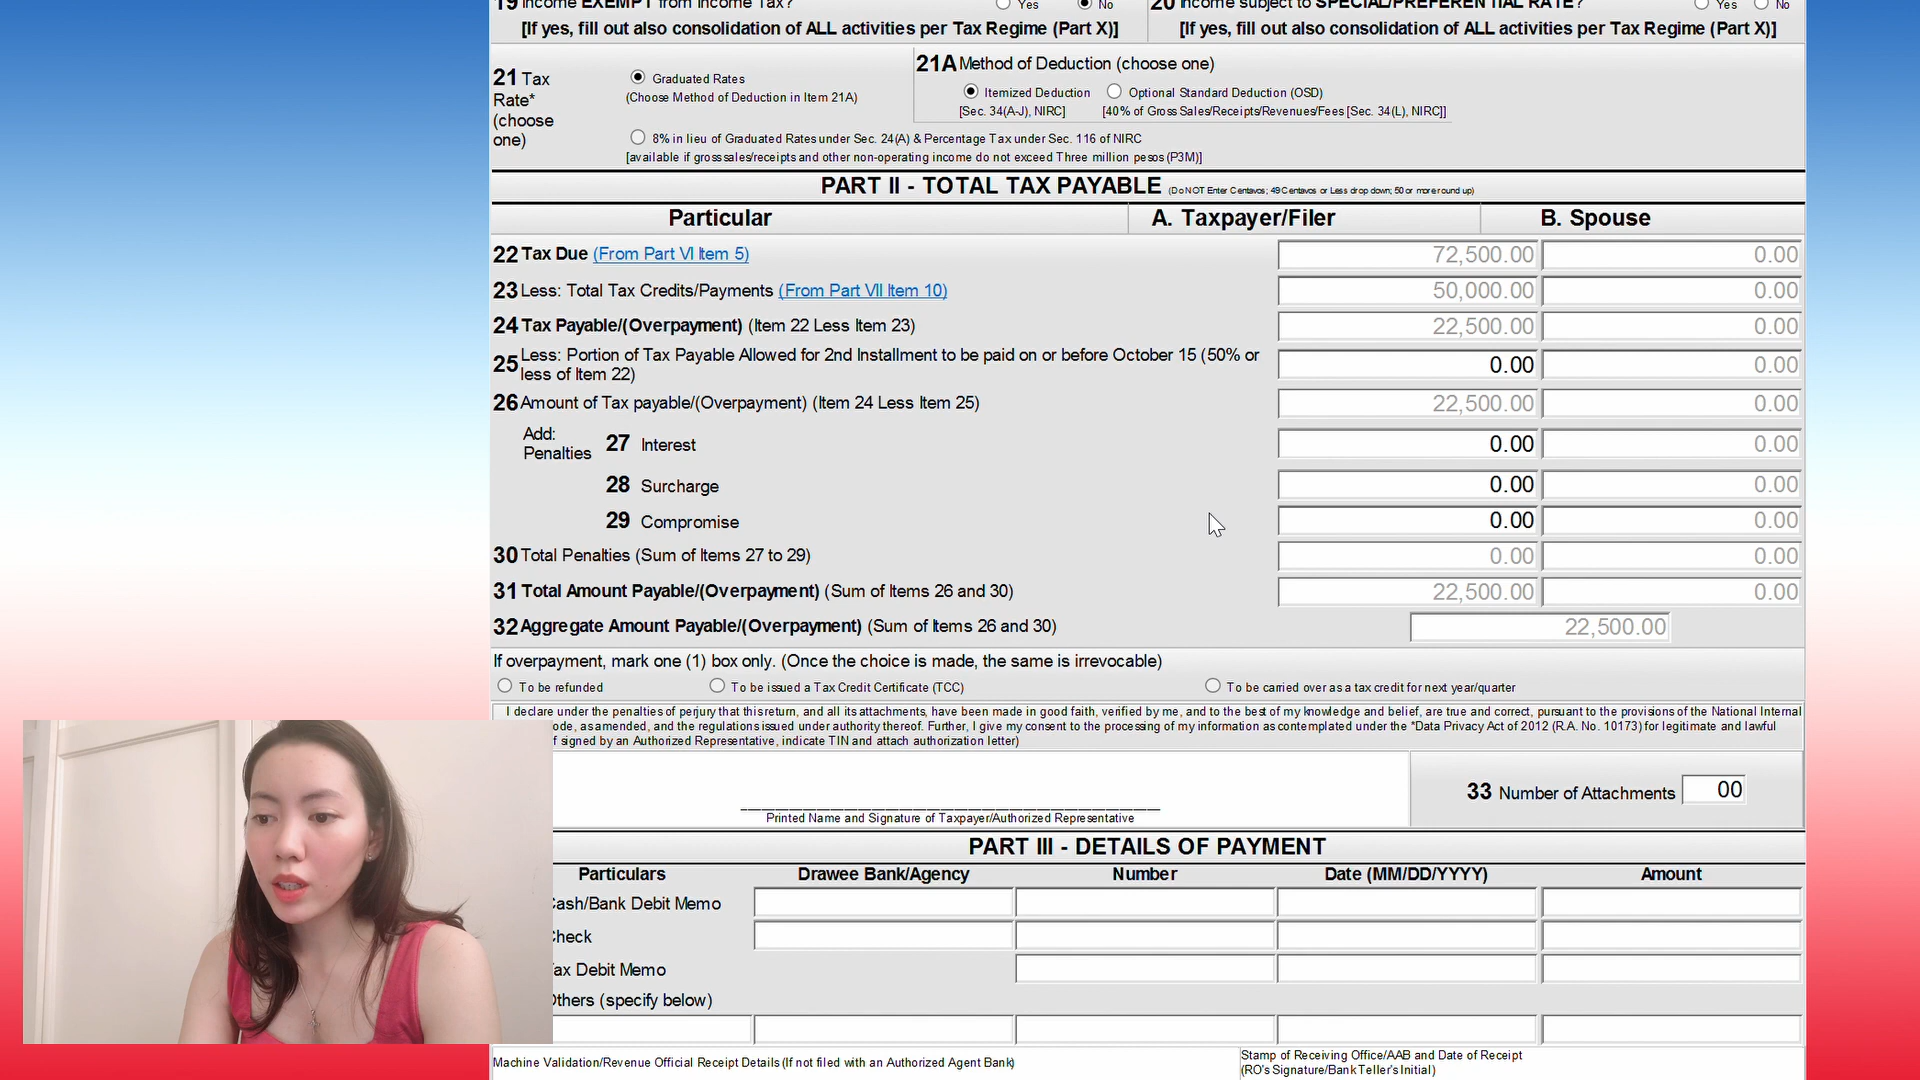 19 Income EXEMPT from Income Tax? Yes No 20 Income subject to SPECIAL/PREFERENTIAL RATE? Yes No
[If yes, fill out also consolidation of ALL activities per Tax Regime (Part X)] [If yes, fill out also consolidation of ALL activities per Tax Regime (Part X)]
21 Tax Rate* (choose one)
Graduated Rates
(Choose Method of Deduction in Item 21A)
21A Method of Deduction (choose one)
Itemized Deduction Optional Standard Deduction (OSD)
[Sec. 34(A-J), NIRC] [40% of Gross Sales/Receipts/Revenues/Fees [Sec. 34(L), NIRC]]
8% in lieu of Graduated Rates under Sec. 24(A) & Percentage Tax under Sec. 116 of NIRC
[available if gross sales/receipts and other non-operating income do not exceed Three million pesos (P3M)]
PART II - TOTAL TAX PAYABLE (Do NOT Enter Centavos; 49 Centavos or Less drop down; 50 or more round up)
Particular A. Taxpayer/Filer B. Spouse
22 Tax Due (From Part VI Item 5) 72,500.00 0.00
23 Less: Total Tax Credits/Payments (From Part VII Item 10) 50,000.00 0.00
24 Tax Payable/(Overpayment) (Item 22 Less Item 23) 22,500.00 0.00
25 Less: Portion of Tax Payable Allowed for 2nd Installment to be paid on or before October 15 (50% or
less of Item 22) 0.00 0.00
26 Amount of Tax payable/(Overpayment) (Item 24 Less Item 25) 22,500.00 0.00
Add: Penalties 27 Interest 0.00 0.00
28 Surcharge 0.00 0.00
29 Compromise 0.00 0.00
30 Total Penalties (Sum of Items 27 to 29) 0.00 0.00
31 Total Amount Payable/(Overpayment) (Sum of Items 26 and 30) 22,500.00 0.00
32 Aggregate Amount Payable/(Overpayment) (Sum of Items 26 and 30) 22,500.00
If overpayment, mark one (1) box only. (Once the choice is made, the same is irrevocable)
To be refunded To be issued a Tax Credit Certificate (TCC) To be carried over as a tax credit for next year/quarter
I declare under the penalties of perjury that this return, and all its attachments, have been made in good faith, verified by me, and to the best of my knowledge and belief, are true and correct, pursuant to the provisions of the National Internal
ode, as amended, and the regulations issued under authority thereof. Further, I give my consent to the processing of my information as contemplated under the *Data Privacy Act of 2012 (R.A. No. 10173) for legitimate and lawful
f signed by an Authorized Representative, indicate TIN and attach authorization letter)
33 Number of Attachments 00
Printed Name and Signature of Taxpayer/Authorized Representative
PART III - DETAILS OF PAYMENT
Particulars Drawee Bank/Agency Number Date (MM/DD/YYYY) Amount
Cash/Bank Debit Memo
Check
Tax Debit Memo
Others (specify below)
Machine Validation/Revenue Official Receipt Details (If not filed with an Authorized Agent Bank)
Stamp of Receiving Office/AAB and Date of Receipt
(RO's Signature/Bank Teller's Initial)